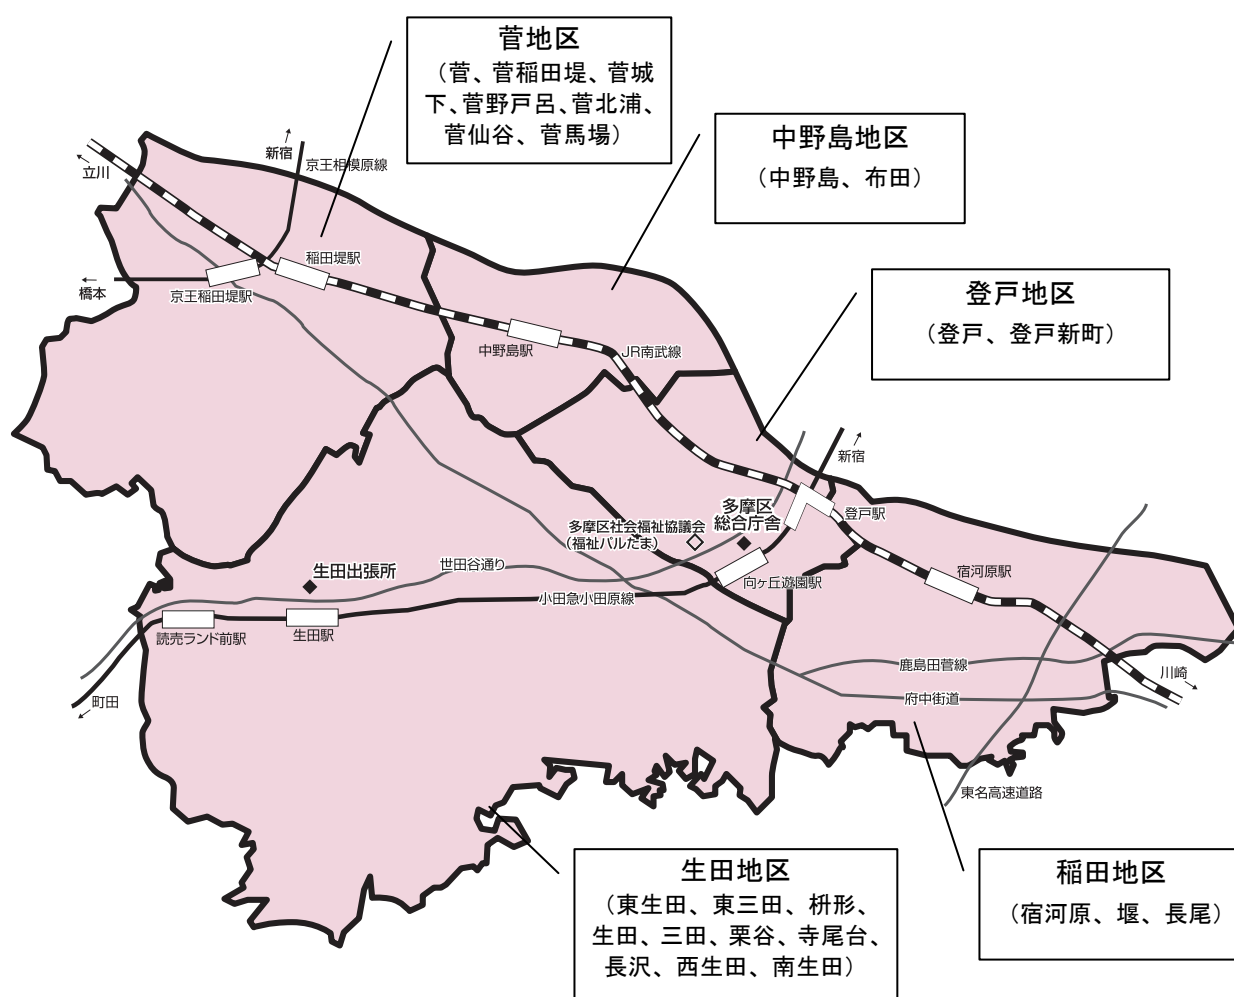 菅地区
（菅、菅稲田堤、菅城
下、菅野戸呂、菅北浦、
菅仙谷、菅馬場）
中野島地区
（中野島、布田）
登戸地区
（登戸、登戸新町）
新宿
京王相模原線
立川
稲田堤駅
橋本
京王稲田堤駅
中野島駅
JR南武線
新宿
多摩区
総合庁舎
登戸駅
多摩区社会福祉協議会
（福祉パルたま）
世田谷通り
生田出張所
向ヶ丘遊園駅
宿河原駅
小田急小田原線
読売ランド前駅
生田駅
鹿島田菅線
川崎
町田
府中街道
東名高速道路
生田地区
（東生田、東三田、枡形、
生田、三田、栗谷、寺尾台、
長沢、西生田、南生田）
稲田地区
（宿河原、堰、長尾）